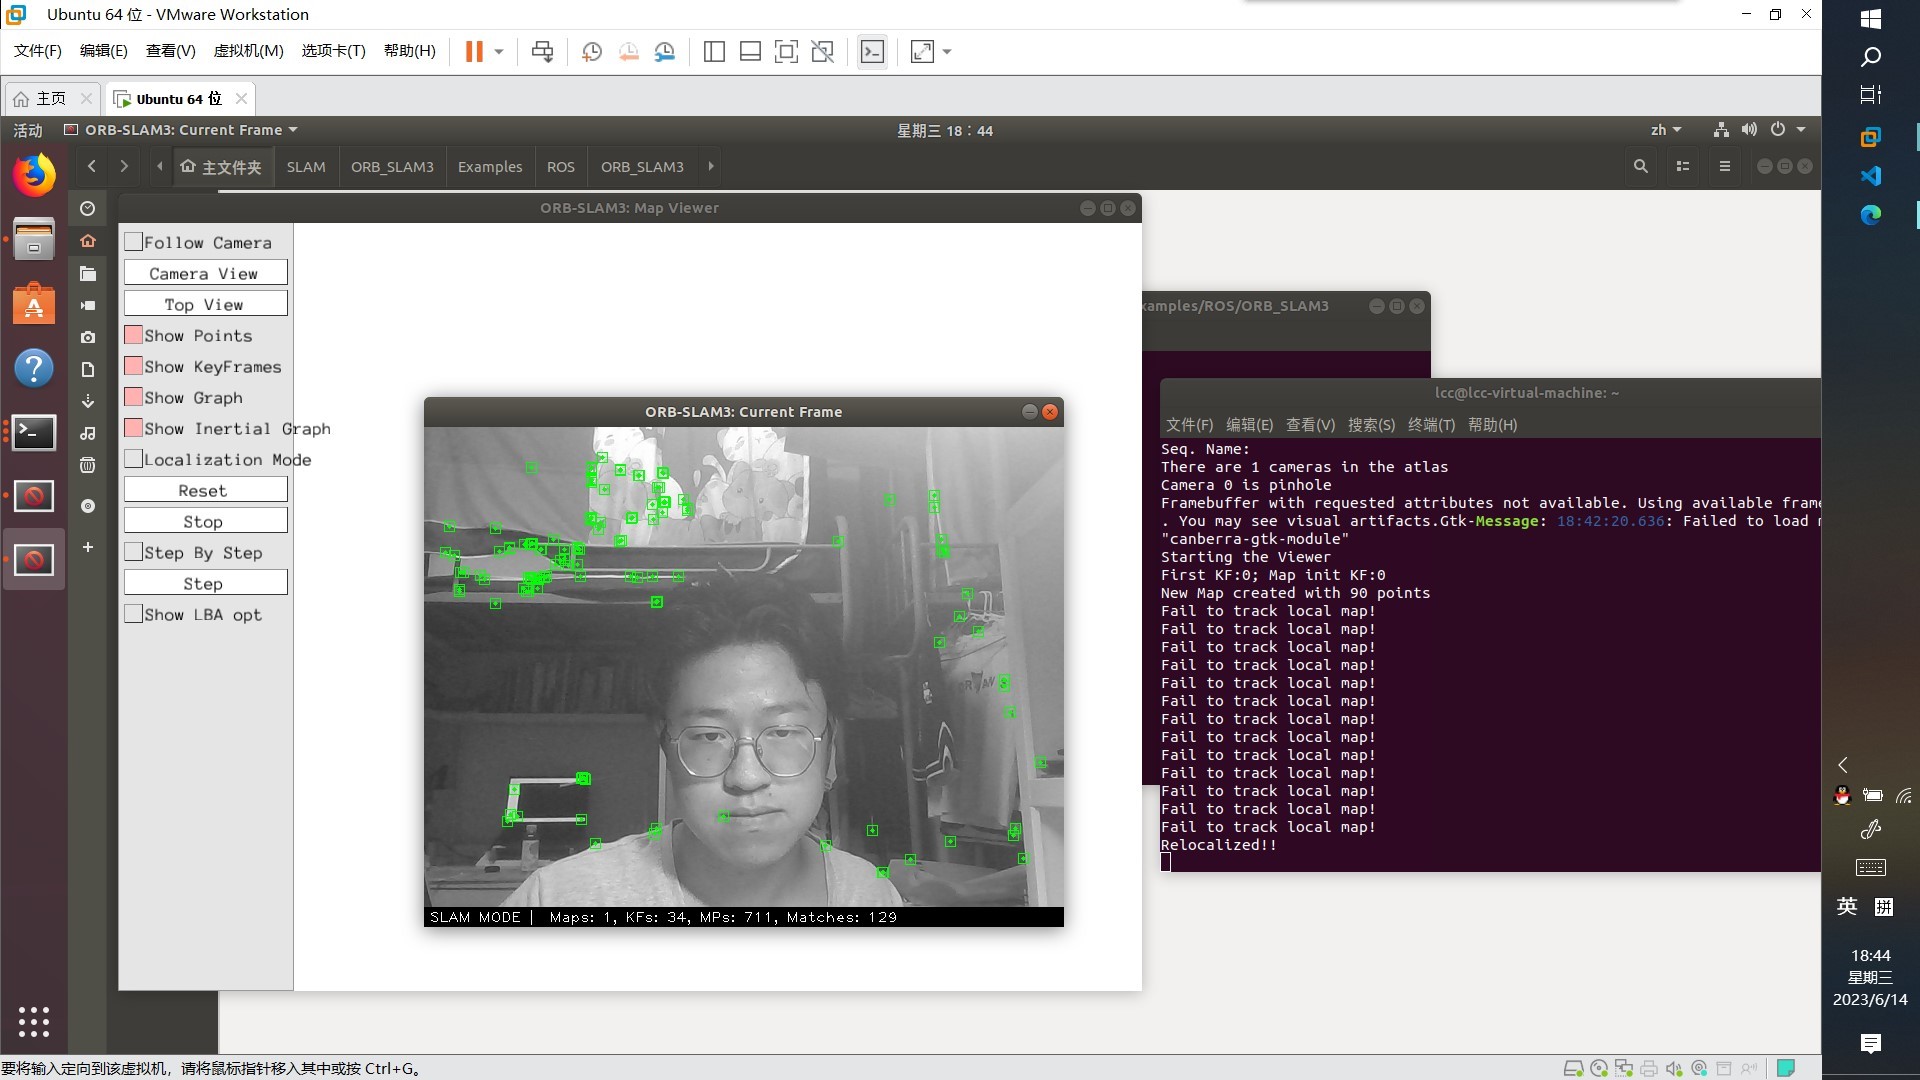 Ubuntu 64 位 - VMware Workstation
文件(F) 编辑(E) 查看(V) 虚拟机(M) 选项卡(T) 帮助(H)
主页
Ubuntu 64 位
活动
ORB-SLAM3: Current Frame
星期三 18：44
zh
主文件夹 SLAM ORB_SLAM3 Examples ROS ORB_SLAM3
ORB-SLAM3: Map Viewer
Follow Camera
Camera View
Top View
Show Points
Show KeyFrames
Show Graph
Show Inertial Graph
Localization Mode
Reset
Stop
Step By Step
Step
Show LBA opt
ORB-SLAM3: Current Frame
SLAM MODE | Maps: 1, KFs: 34, MPs: 711, Matches: 129
xamples/ROS/ORB_SLAM3
lcc@lcc-virtual-machine: ~
文件(F) 编辑(E) 查看(V) 搜索(S) 终端(T) 帮助(H)
Seq. Name:
There are 1 cameras in the atlas
Camera 0 is pinhole
Framebuffer with requested attributes not available. Using available frame
. You may see visual artifacts.Gtk-Message: 18:42:20.636: Failed to load
"canberra-gtk-module"
Starting the Viewer
First KF:0; Map init KF:0
New Map created with 90 points
Fail to track local map!
Fail to track local map!
Fail to track local map!
Fail to track local map!
Fail to track local map!
Fail to track local map!
Fail to track local map!
Fail to track local map!
Fail to track local map!
Fail to track local map!
Fail to track local map!
Fail to track local map!
Fail to track local map!
Relocalized!!
英 拼
18:44
星期三
2023/6/14
要将输入定向到该虚拟机，请将鼠标指针移入其中或按 Ctrl+G。